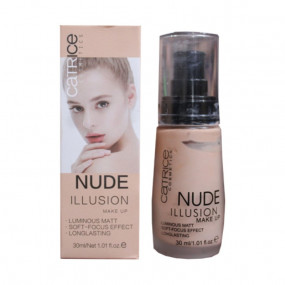 CATRICE
COSMETICS
NUDE
ILLUSION
MAKE UP
· LUMINOUS MATT
· SOFT-FOCUS EFFECT
· LONGLASTING
30ml/Net 1.01 fl.oz.℮
CATRICE
COSMETICS
NUDE
ILLUSION
MAKE UP
30 ml/1.01 fl.oz.℮